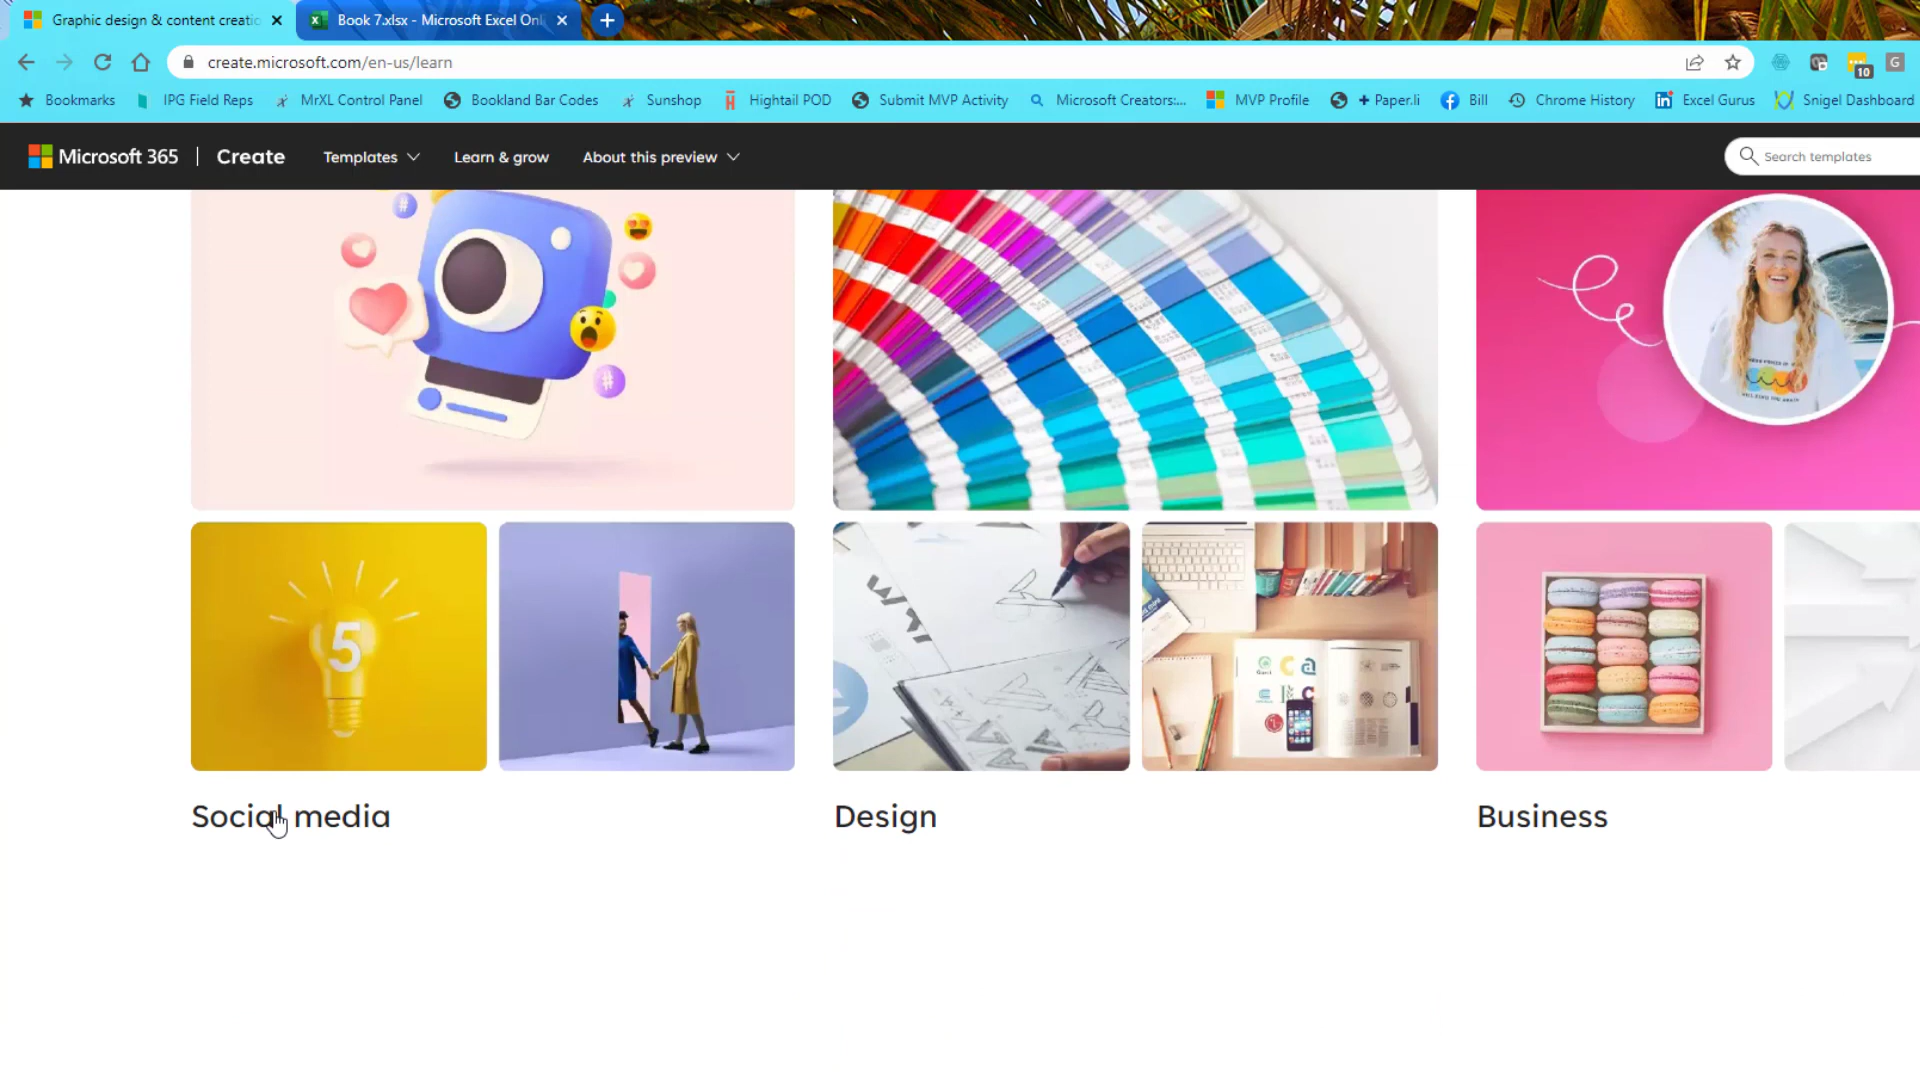 Graphic design & content creatio
Book 7.xlsx - Microsoft Excel Onl
create.microsoft.com/en-us/learn
10
G
Bookmarks
IPG Field Reps
MrXL Control Panel
Bookland Bar Codes
Sunshop
Hightail POD
Submit MVP Activity
Microsoft Creators:...
MVP Profile
+ Paper.li
Bill
Chrome History
Excel Gurus
Snigel Dashboard
Microsoft 365 | Create
Templates
Learn & grow
About this preview
Search templates
#
#
5
Social media
Design
Business